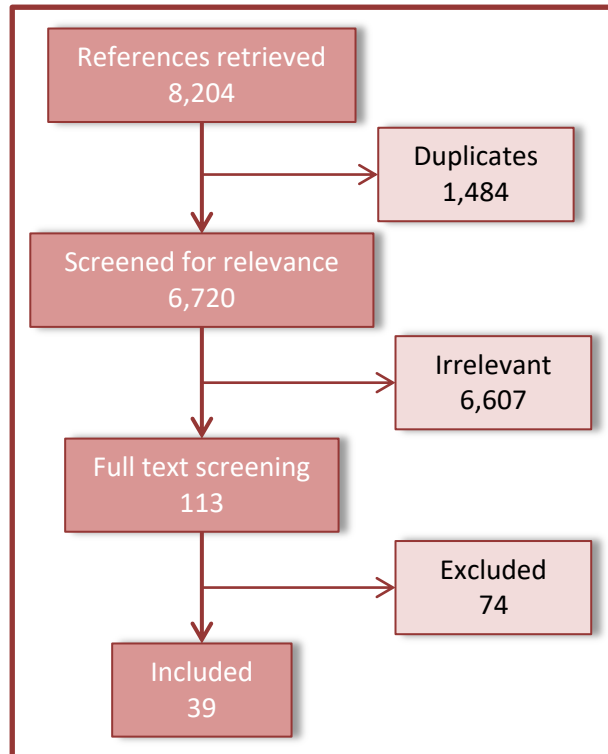 References retrieved
8,204
Duplicates
1,484
Screened for relevance
6,720
Irrelevant
6,607
Full text screening
113
Excluded
74
Included
39